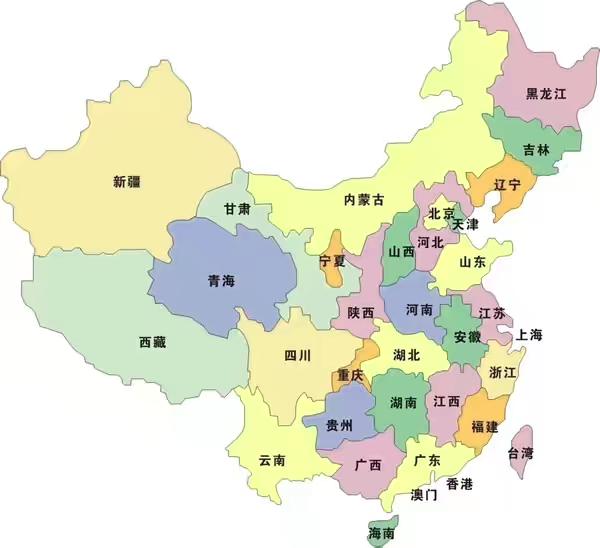 黑龙江
吉林
辽宁
新疆
甘肃
内蒙古
北京
天津
山西
河北
宁夏
山东
青海
陕西
河南
江苏
西藏
安徽
上海
四川
湖北
重庆
浙江
湖南
江西
贵州
福建
云南
广西
广东
台湾
香港
澳门
海南